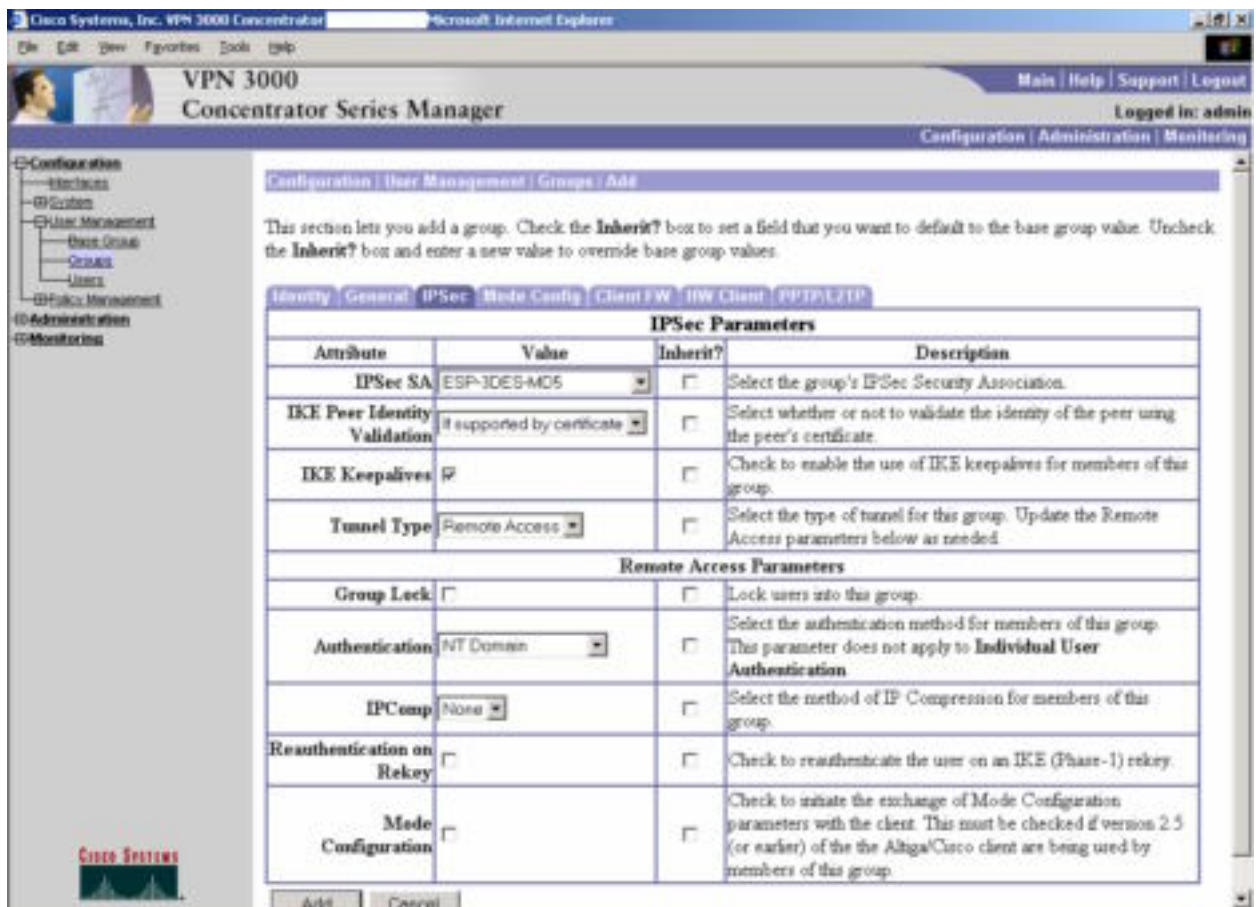 Cisco Systems, Inc. VPN 3000 Concentrator Microsoft Internet Explorer
File Edit View Favorites Tools Help
VPN 3000
Concentrator Series Manager
Main | Help | Support | Logout
Logged in: admin
Configuration | Administration | Monitoring
Configuration
Interfaces
System
User Management
Base Group
Groups
Users
Policy Management
Administration
Monitoring
CISCO SYSTEMS
Configuration | User Management | Groups | Add
This section lets you add a group. Check the Inherit? box to set a field that you want to default to the base group value. Uncheck
the Inherit? box and enter a new value to override base group values.
Identity General IPSec Mode Config Client FW HW Client PPTP/L2TP
IPSec Parameters
Attribute Value Inherit? Description
IPSec SA ESP-3DES-MD5 Select the group's IPSec Security Association.
IKE Peer Identity
Validation
If supported by certificate
Select whether or not to validate the identity of the peer using
the peer's certificate.
IKE Keepalives
Check to enable the use of IKE keepalives for members of this
group.
Tunnel Type Remote Access
Select the type of tunnel for this group. Update the Remote
Access parameters below as needed.
Remote Access Parameters
Group Lock Lock users into this group.
Authentication NT Domain
Select the authentication method for members of this group.
This parameter does not apply to Individual User
Authentication
IPComp None
Select the method of IP Compression for members of this
group.
Reauthentication on
Rekey
Check to reauthenticate the user on an IKE (Phase-1) rekey.
Mode
Configuration
Check to initiate the exchange of Mode Configuration
parameters with the client. This must be checked if version 2.5
(or earlier) of the the Altiga/Cisco client are being used by
members of this group.
Add Cancel